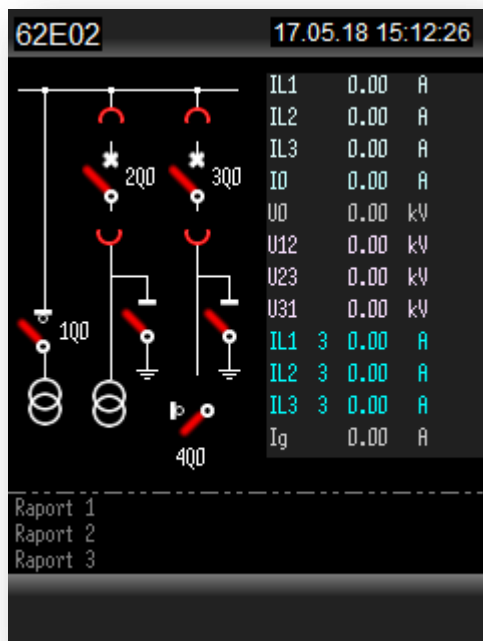 62E02 17.05.18 15:12:26
IL1 0.00 A
IL2 0.00 A
IL3 0.00 A
I0 0.00 A
U0 0.00 kV
U12 0.00 kV
U23 0.00 kV
U31 0.00 kV
IL1 3 0.00 A
IL2 3 0.00 A
IL3 3 0.00 A
Ig 0.00 A
2Q0 3Q0
1Q0
4Q0
Raport 1
Raport 2
Raport 3